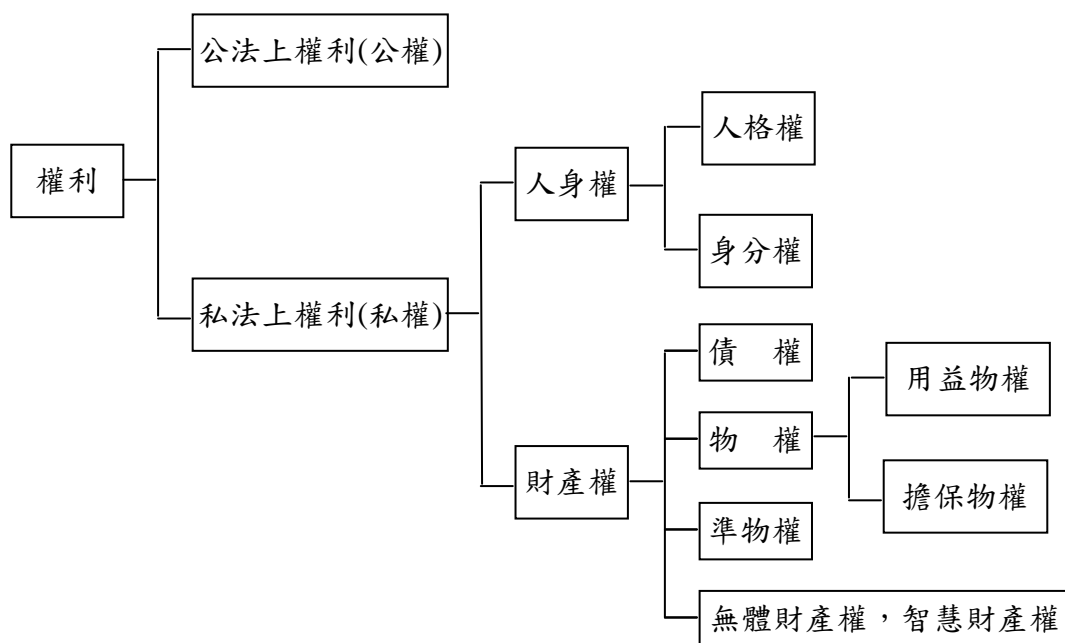 公法上權利(公權)
人格權
權利
人身權
身分權
私法上權利(私權)
債　權
用益物權
物　權
財產權
擔保物權
準物權
無體財產權，智慧財產權